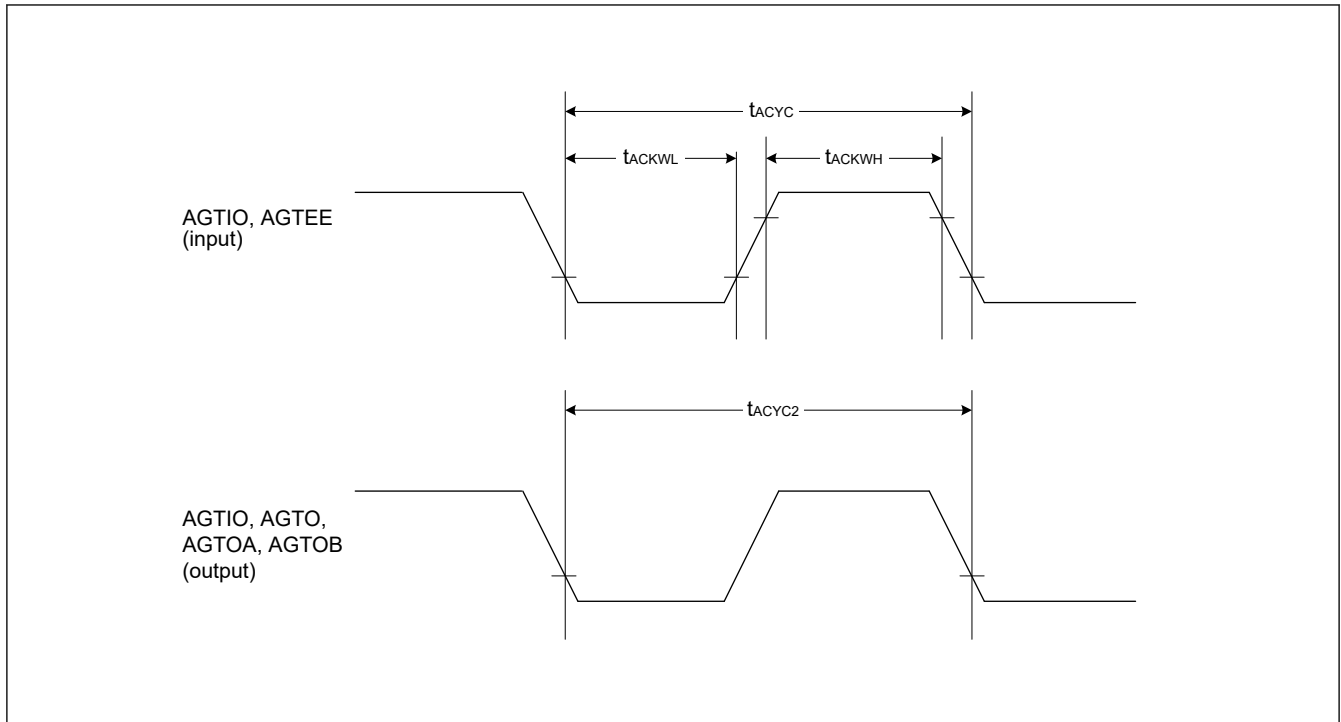 tACYC
tACKWL
tACKWH
AGTIO, AGTEE
(input)
tACYC2
AGTIO, AGTO,
AGTOA, AGTOB
(output)